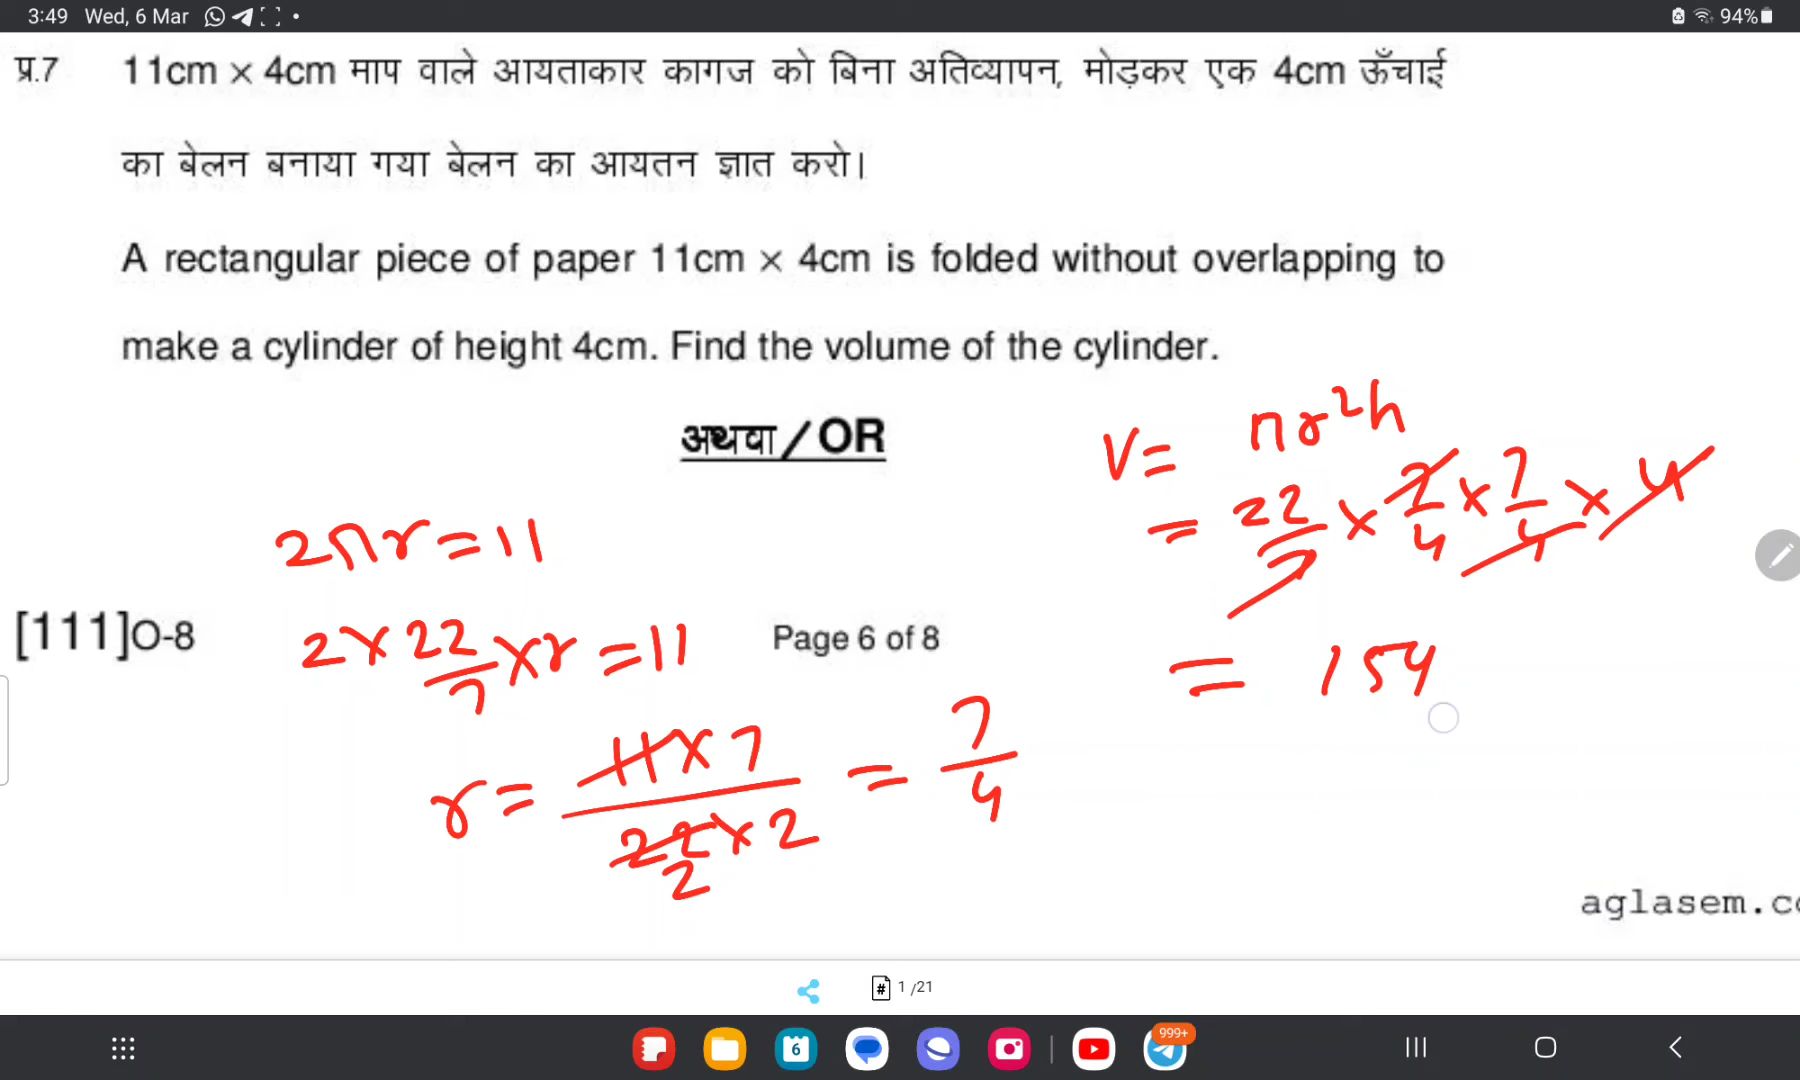 3:49 Wed, 6 Mar
94%
प्र.7 11cm × 4cm माप वाले आयताकार कागज को बिना अतिव्यापन, मोड़कर एक 4cm ऊँचाई
का बेलन बनाया गया बेलन का आयतन ज्ञात करो।
A rectangular piece of paper 11cm × 4cm is folded without overlapping to
make a cylinder of height 4cm. Find the volume of the cylinder.
अथवा/OR
V= πr²h
= 22/7 × 7/4 × 7/4 × 4
= 154
2πr=11
2×22/7×r=11
r= 11×7/22×2 = 7/4
2
[111]O-8 Page 6 of 8
aglasem.co
# 1 /21
6
999+